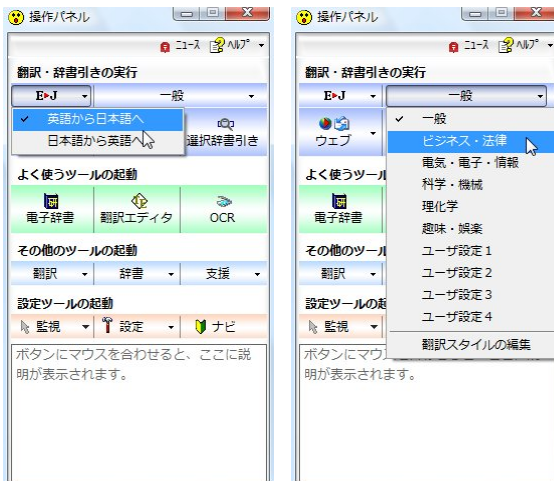 操作パネル
ニュース ﾍﾙﾌﾟ
翻訳・辞書引きの実行
E▸J 一般
英語から日本語へ
日本語から英語へ
選択辞書引き
よく使うツールの起動
電子辞書 翻訳エディタ OCR
その他のツールの起動
翻訳 辞書 支援
設定ツールの起動
監視 設定 ナビ
ボタンにマウスを合わせると、ここに説
明が表示されます。
操作パネル
ニュース ﾍﾙﾌﾟ
翻訳・辞書引きの実行
E▸J 一般
✓ 一般
ウェブ
ビジネス・法律
電気・電子・情報
科学・機械
理化学
趣味・娯楽
ユーザ設定1
ユーザ設定2
ユーザ設定3
ユーザ設定4
翻訳スタイルの編集
よく使うツール
電子辞書
その他のツール
翻訳
設定ツールの起
監視
ボタンにマウ
明が表示されます。